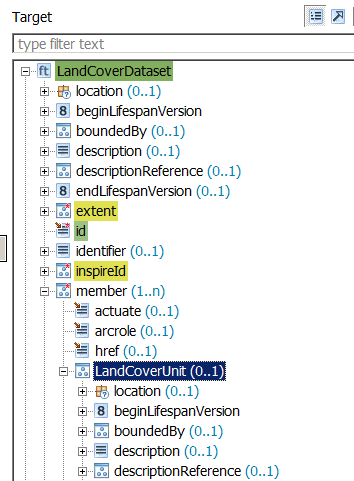 Target
type filter text
ft LandCoverDataset
location (0..1)
8 beginLifespanVersion
boundedBy (0..1)
description (0..1)
descriptionReference (0..1)
8 endLifespanVersion (0..1)
extent
id
identifier (0..1)
inspireId
member (1..n)
actuate (0..1)
arcrole (0..1)
href (0..1)
LandCoverUnit (0..1)
location (0..1)
8 beginLifespanVersion
boundedBy (0..1)
description (0..1)
descriptionReference (0..1)